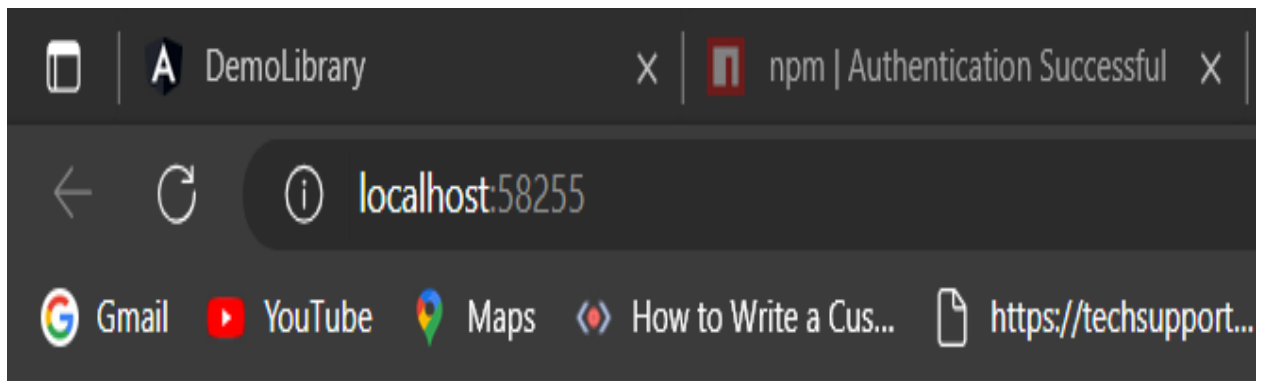 DemoLibrary npm | Authentication Successful
localhost:58255
Gmail YouTube Maps How to Write a Cus... https://techsupport...